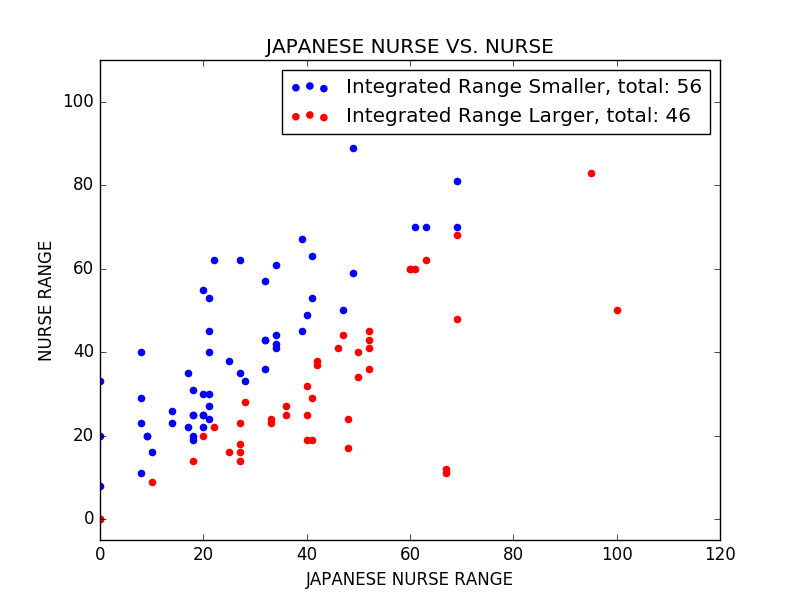 JAPANESE NURSE VS. NURSE
Integrated Range Smaller, total: 56
Integrated Range Larger, total: 46
100
80
60
40
20
0
NURSE RANGE
0 20 40 60 80 100 120
JAPANESE NURSE RANGE